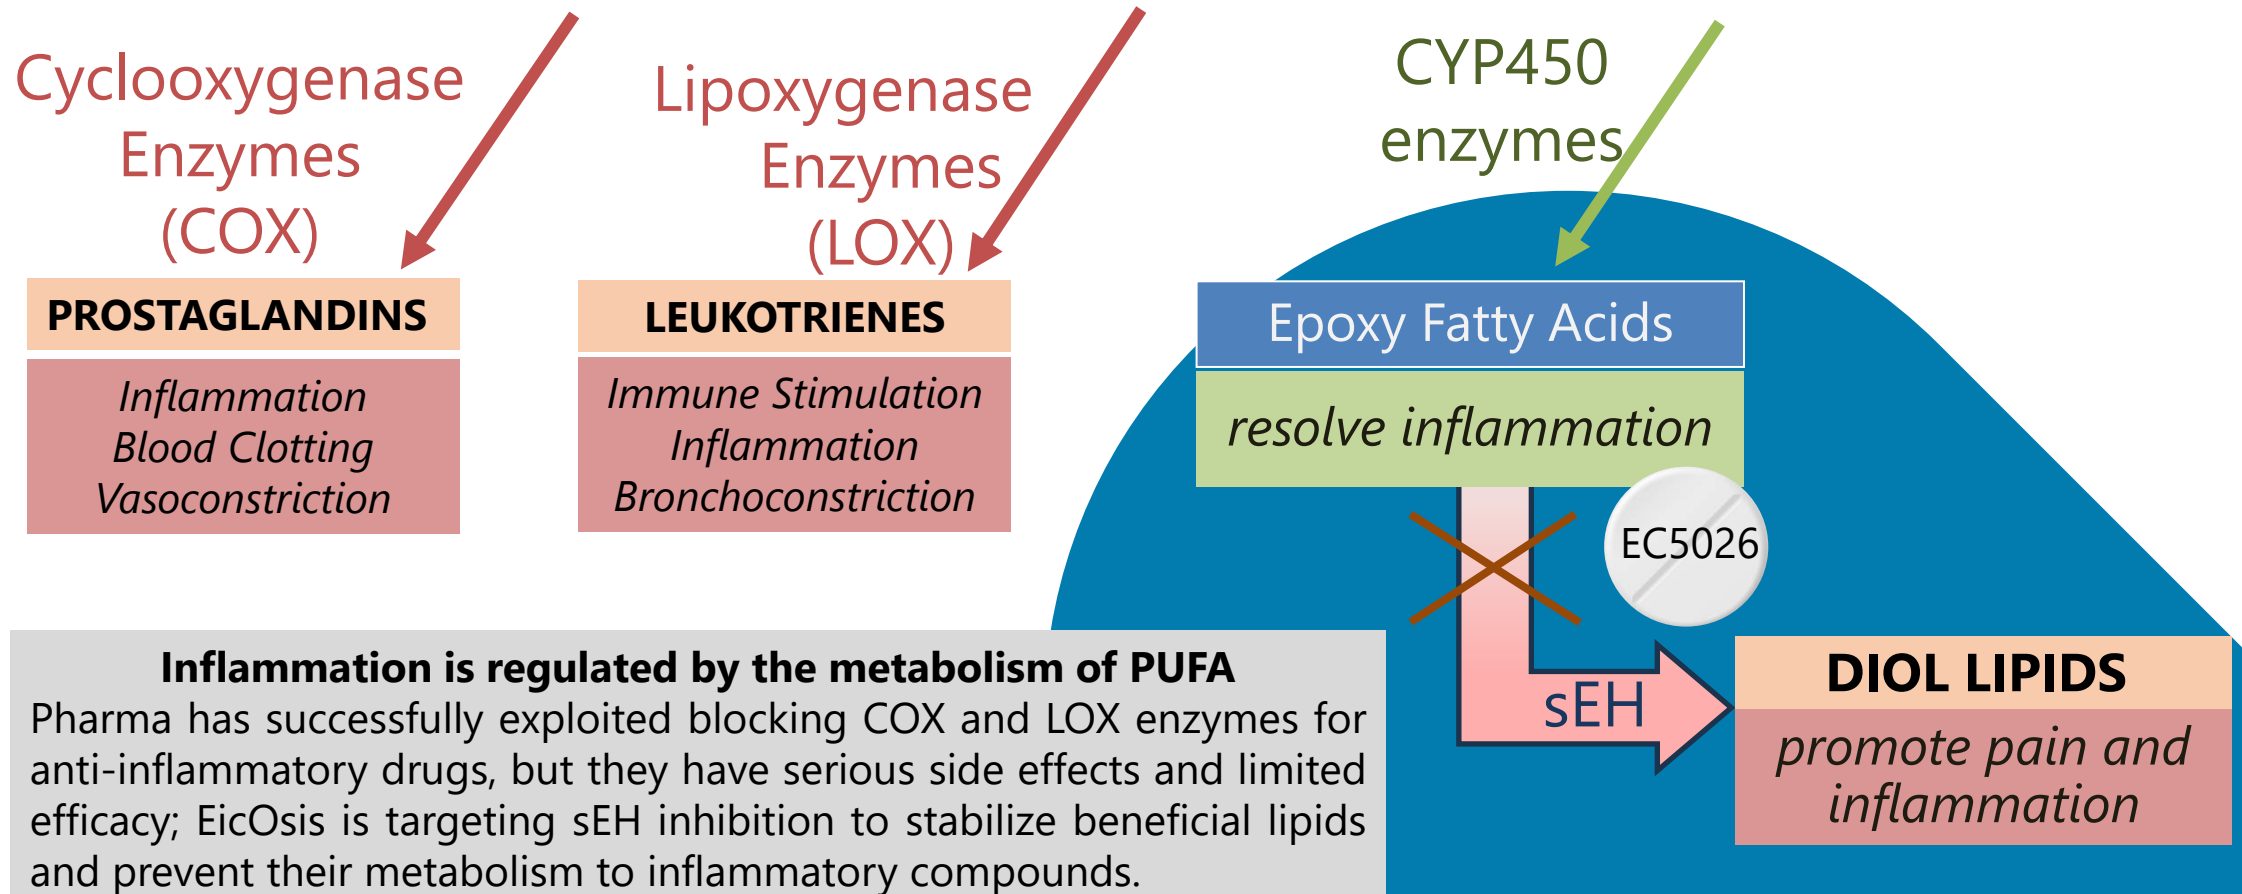 Cyclooxygenase
Enzymes
(COX)
PROSTAGLANDINS
Inflammation
Blood Clotting
Vasoconstriction
Lipoxygenase
Enzymes
(LOX)
LEUKOTRIENES
Immune Stimulation
Inflammation
Bronchoconstriction
CYP450
enzymes
Epoxy Fatty Acids
resolve inflammation
EC5026
sEH
DIOL LIPIDS
promote pain and
inflammation
Inflammation is regulated by the metabolism of PUFA
Pharma has successfully exploited blocking COX and LOX enzymes for
anti-inflammatory drugs, but they have serious side effects and limited
efficacy; EicOsis is targeting sEH inhibition to stabilize beneficial lipids
and prevent their metabolism to inflammatory compounds.